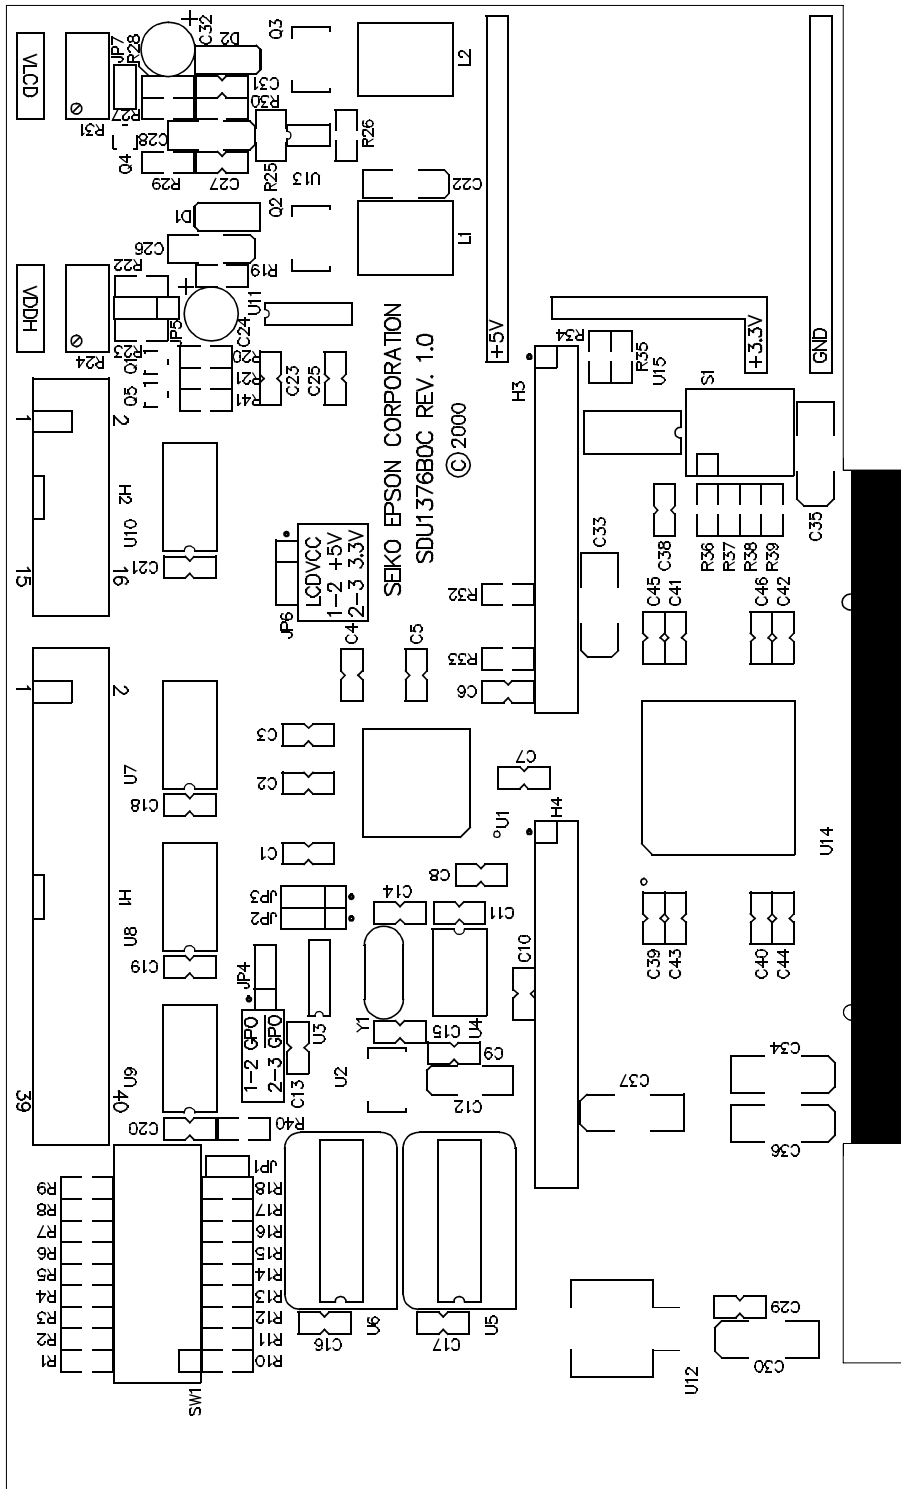 VLCD
R31
JP7
R28
C32
+
D2
Q3
L2
R27
C31
R30
C28
Q4
R29
C27
R25
U13
R26
C22
D1
Q2
C26
L1
R22
R19
VDDH
R24
+
U11
JP5
C24
R23
Q1
Q5
R20
R21
R41
C23
C25
+5V
+3.3V
GND
R34
R35
U15
S1
H3
SEIKO EPSON CORPORATION
SDU1376B0C REV. 1.0
© 2000
1
2
H2
U10
15
16
C21
LCDVCC
1-2 +5V
2-3 3.3V
JP6
C4
C5
R32
R33
C6
C33
C38
R36
R37
R38
R39
C35
C45
C41
C46
C42
1
2
U7
C18
C3
C2
C1
C7
U1
H4
U14
H1
U8
C19
JP3
JP2
C14
C8
C11
C10
JP4
1-2 GPO
2-3 GPO
C13
U3
Y1
C15
U4
U2
C9
C12
C39
C43
C40
C44
C34
C37
C36
39
40
U9
C20
R40
JP1
R9
R8
R7
R6
R5
R4
R3
R2
R1
R18
R17
R16
R15
R14
R13
R12
R11
R10
SW1
C16
U6
C17
U5
U12
C29
C30